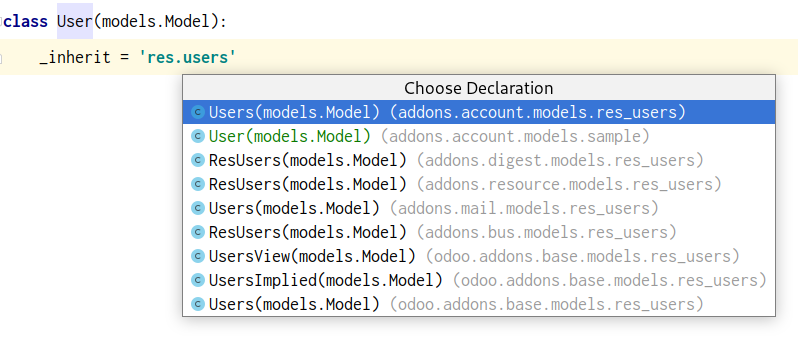 class User(models.Model):
_inherit = 'res.users'
Choose Declaration
C Users(models.Model) (addons.account.models.res_users)
C User(models.Model) (addons.account.models.sample)
C ResUsers(models.Model) (addons.digest.models.res_users)
C ResUsers(models.Model) (addons.resource.models.res_users)
C Users(models.Model) (addons.mail.models.res_users)
C ResUsers(models.Model) (addons.bus.models.res_users)
C UsersView(models.Model) (odoo.addons.base.models.res_users)
C UsersImplied(models.Model) (odoo.addons.base.models.res_users)
C Users(models.Model) (odoo.addons.base.models.res_users)